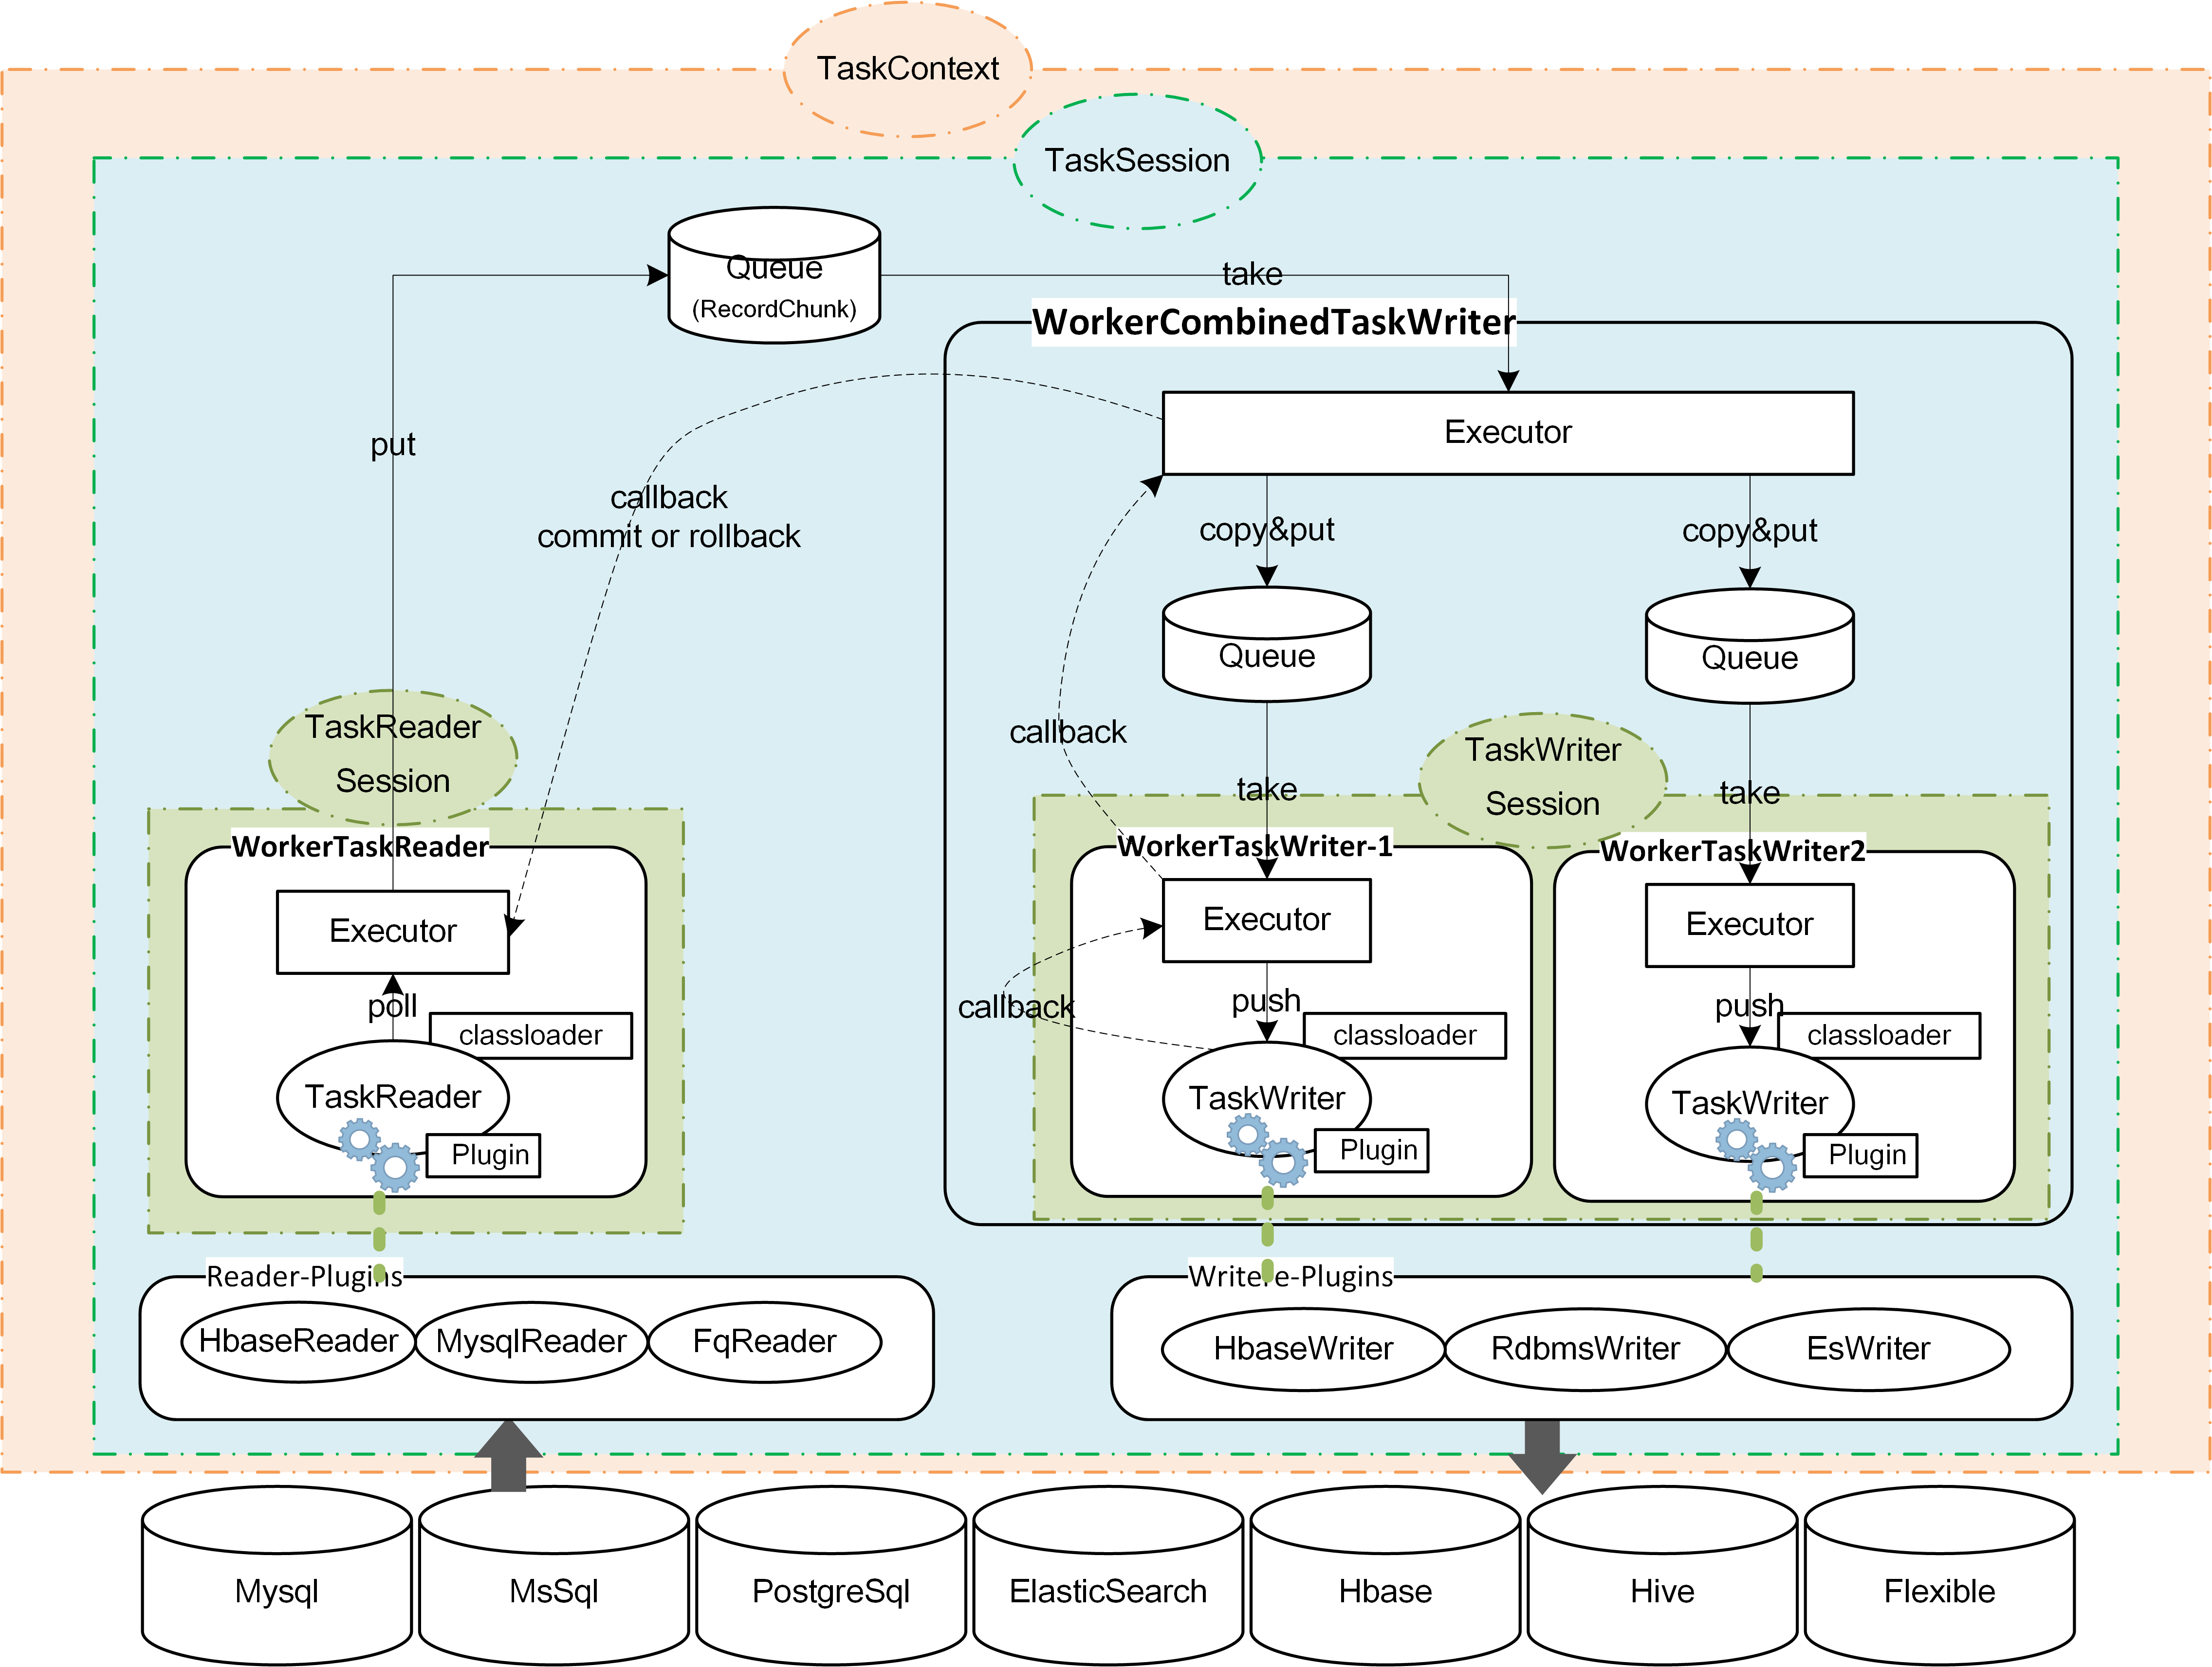 TaskContext
TaskSession
Queue
(RecordChunk)
take
WorkerCombinedTaskWriter
Executor
put
callback
commit or rollback
copy&put
copy&put
Queue
Queue
callback
TaskReader
Session
TaskWriter
Session
take
take
WorkerTaskReader
WorkerTaskWriter-1
WorkerTaskWriter2
Executor
Executor
Executor
poll
callback
push
push
classloader
classloader
classloader
TaskReader
TaskWriter
TaskWriter
Plugin
Plugin
Plugin
Reader-Plugins
Writere-Plugins
HbaseReader
MysqlReader
FqReader
HbaseWriter
RdbmsWriter
EsWriter
Mysql
MsSql
PostgreSql
ElasticSearch
Hbase
Hive
Flexible